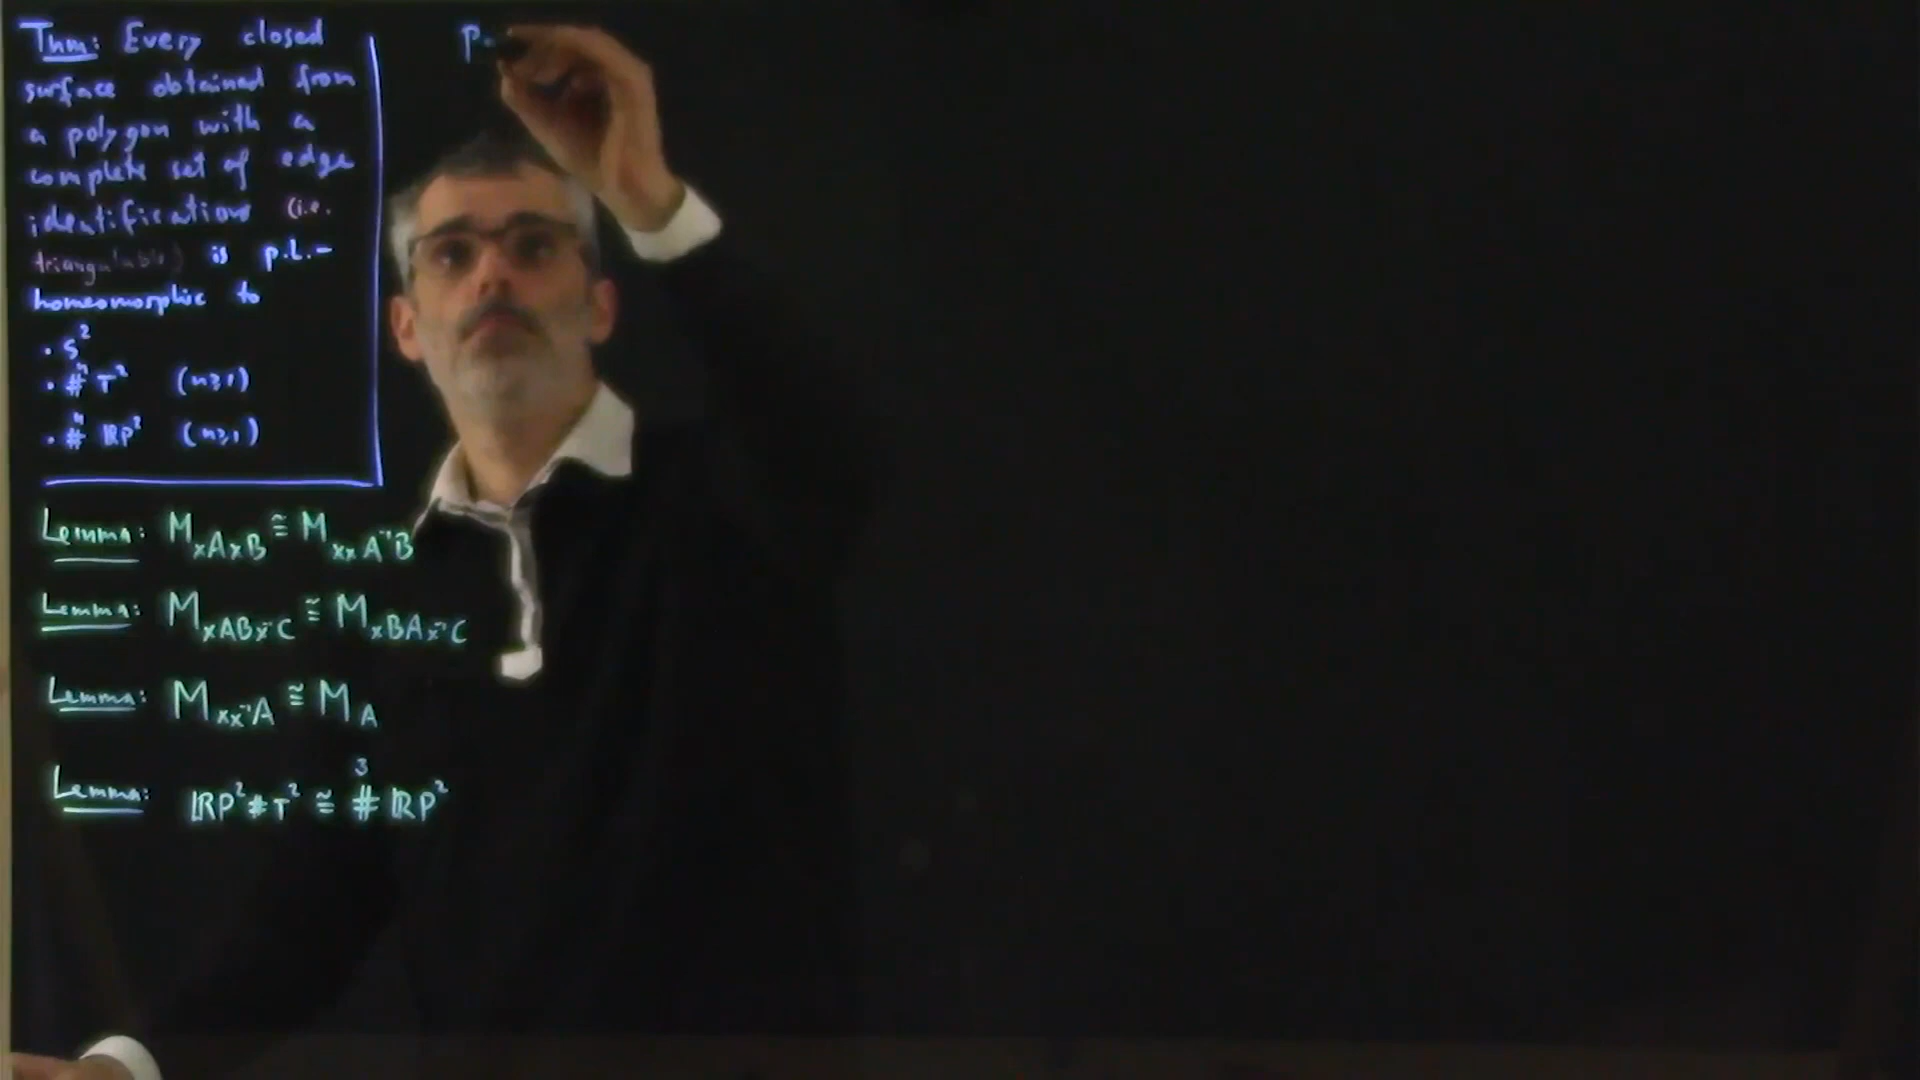 Thm: Every closed
surface obtained from
a polygon with a
complete set of edge
identifications (i.e.
triangulable) is p.L.-
homeomorphic to
· S²
· #ⁿ T² (n≥1)
· #ⁿ ℝP² (n≥1)
Lemma: M_{xAxB} ≅ M_{xxA⁻¹B}
Lemma: M_{xABx⁻¹C} ≅ M_{xBAx⁻¹C}
Lemma: M_{xx⁻¹A} ≅ M_A
Lemma: ℝP² # T² ≅ #³ ℝP²